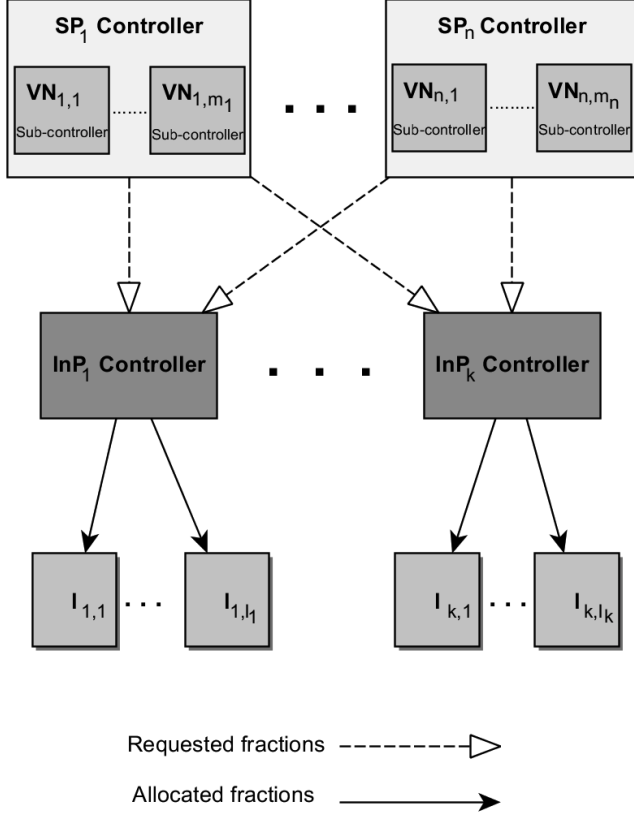 SP1 Controller
SPn Controller
VN1,1
VN1,m1
VNn,1
VNn,mn
Sub-controller
Sub-controller
Sub-controller
Sub-controller
InP1 Controller
InPk Controller
I1,1
I1,l1
Ik,1
Ik,lk
Requested fractions
Allocated fractions